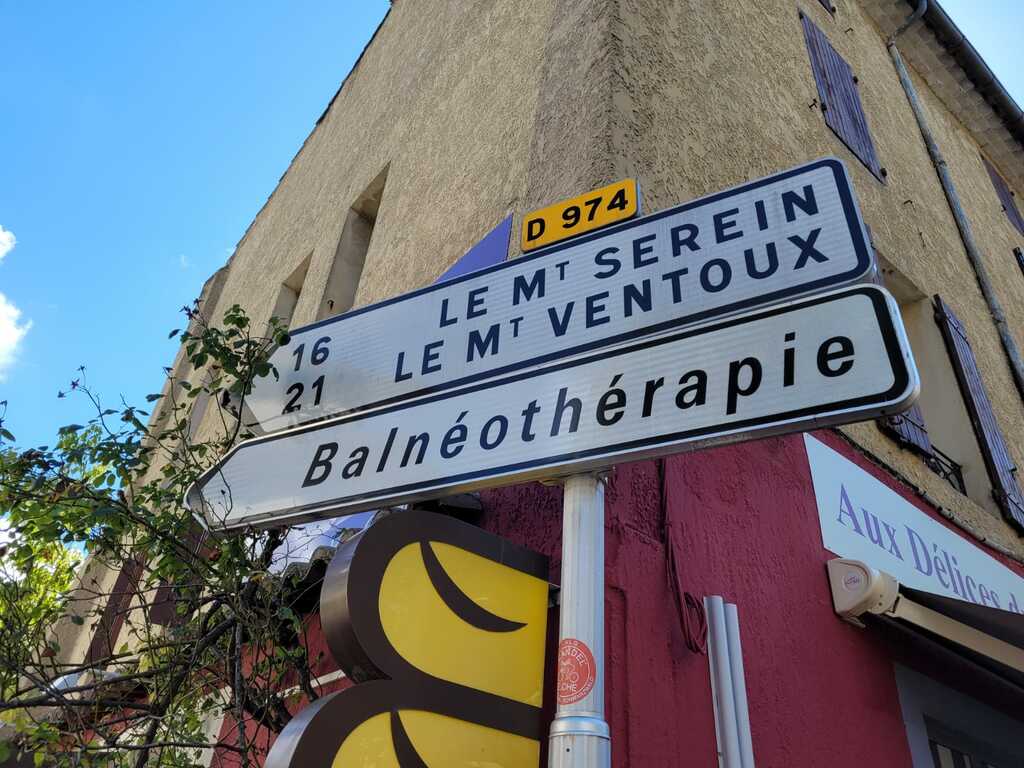 D 974
16 LE MT SEREIN
21 LE MT VENTOUX
Balnéothérapie
Aux Délices d